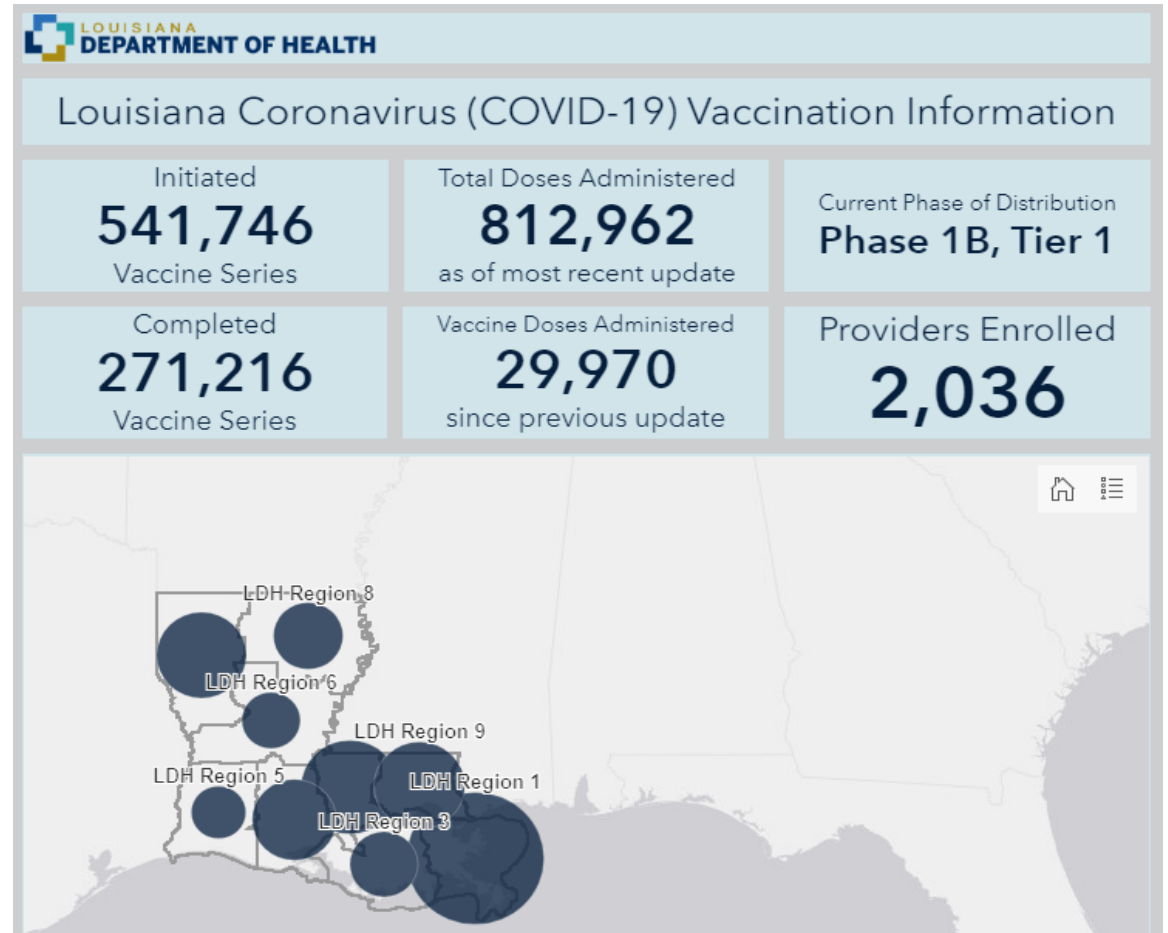 LOUISIANA
DEPARTMENT OF HEALTH
Louisiana Coronavirus (COVID-19) Vaccination Information
Initiated
541,746
Vaccine Series
Total Doses Administered
812,962
as of most recent update
Current Phase of Distribution
Phase 1B, Tier 1
Completed
271,216
Vaccine Series
Vaccine Doses Administered
29,970
since previous update
Providers Enrolled
2,036
LDH Region 8
LDH Region 6
LDH Region 9
LDH Region 5
LDH Region 1
LDH Region 3